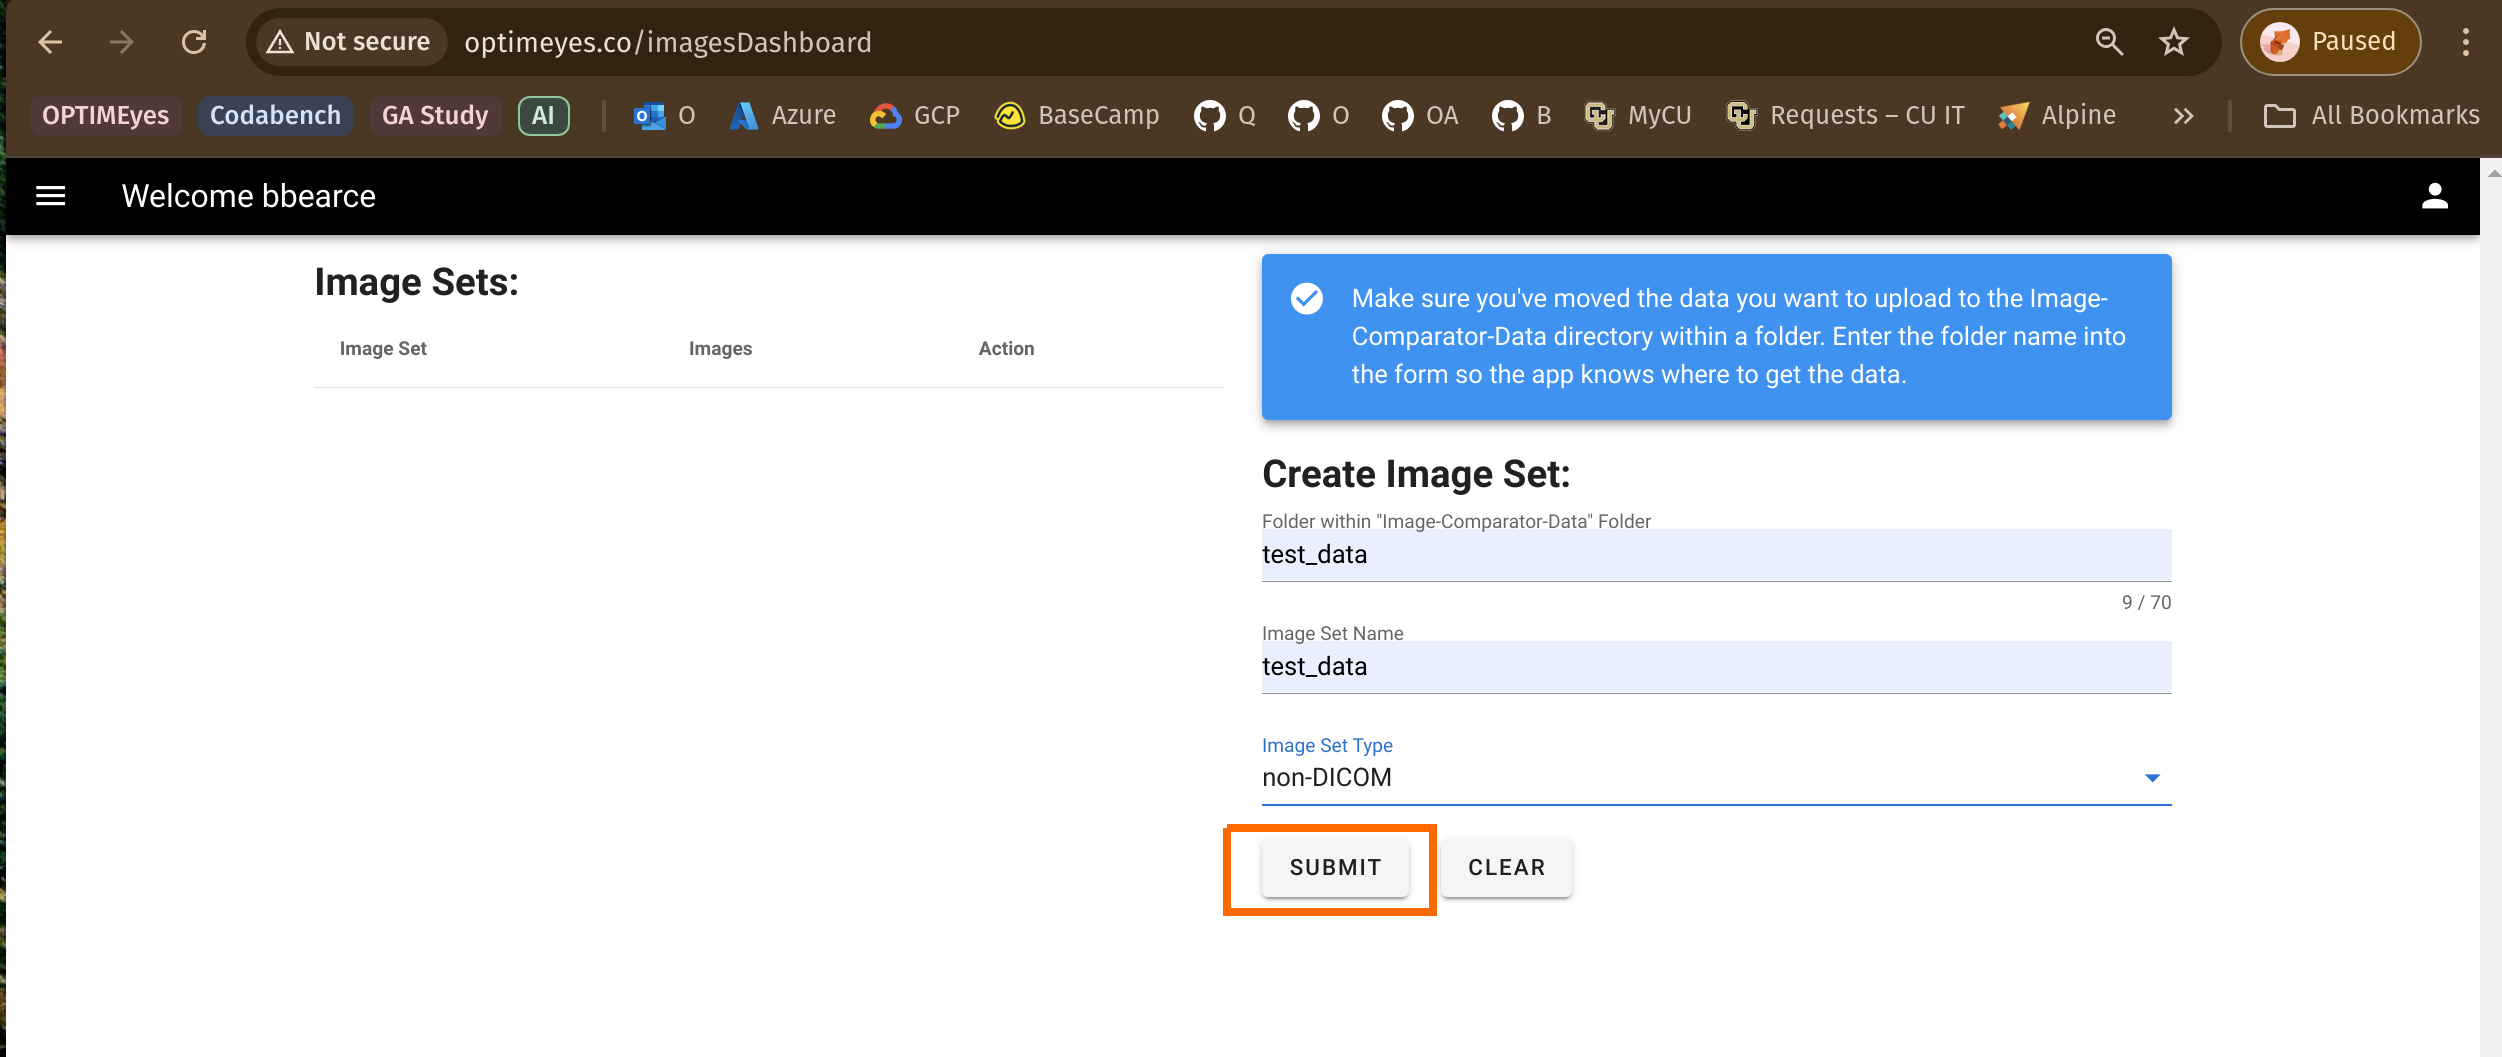 Not secure
optimeyes.co/imagesDashboard
Paused
OPTIMEyes
Codabench
GA Study
AI
O
Azure
GCP
BaseCamp
Q
O
OA
B
MyCU
Requests – CU IT
Alpine
»
All Bookmarks
Welcome bbearce
Image Sets:
Image Set Images Action
Make sure you've moved the data you want to upload to the Image-
Comparator-Data directory within a folder. Enter the folder name into
the form so the app knows where to get the data.
Create Image Set:
Folder within "Image-Comparator-Data" Folder
test_data
9 / 70
Image Set Name
test_data
Image Set Type
non-DICOM
SUBMIT
CLEAR